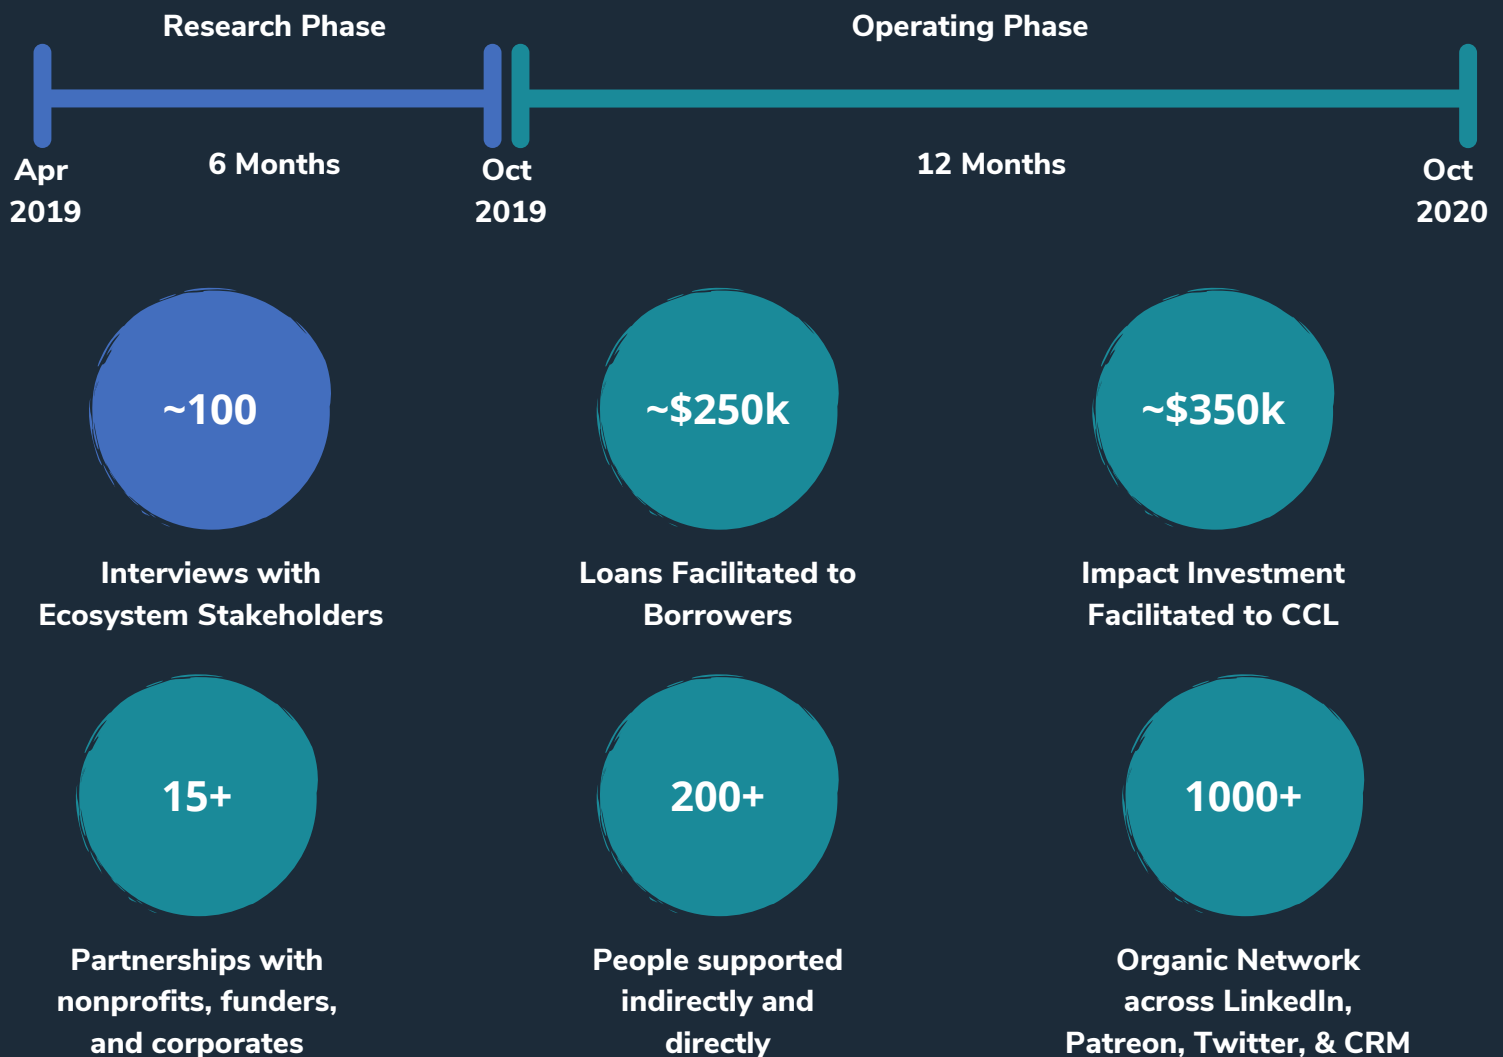 Research Phase
Operating Phase
6 Months
12 Months
Apr
2019
Oct
2019
Oct
2020
~100
Interviews with
Ecosystem Stakeholders
~$250k
Loans Facilitated to
Borrowers
~$350k
Impact Investment
Facilitated to CCL
15+
Partnerships with
nonprofits, funders,
and corporates
200+
People supported
indirectly and
directly
1000+
Organic Network
across LinkedIn,
Patreon, Twitter, & CRM